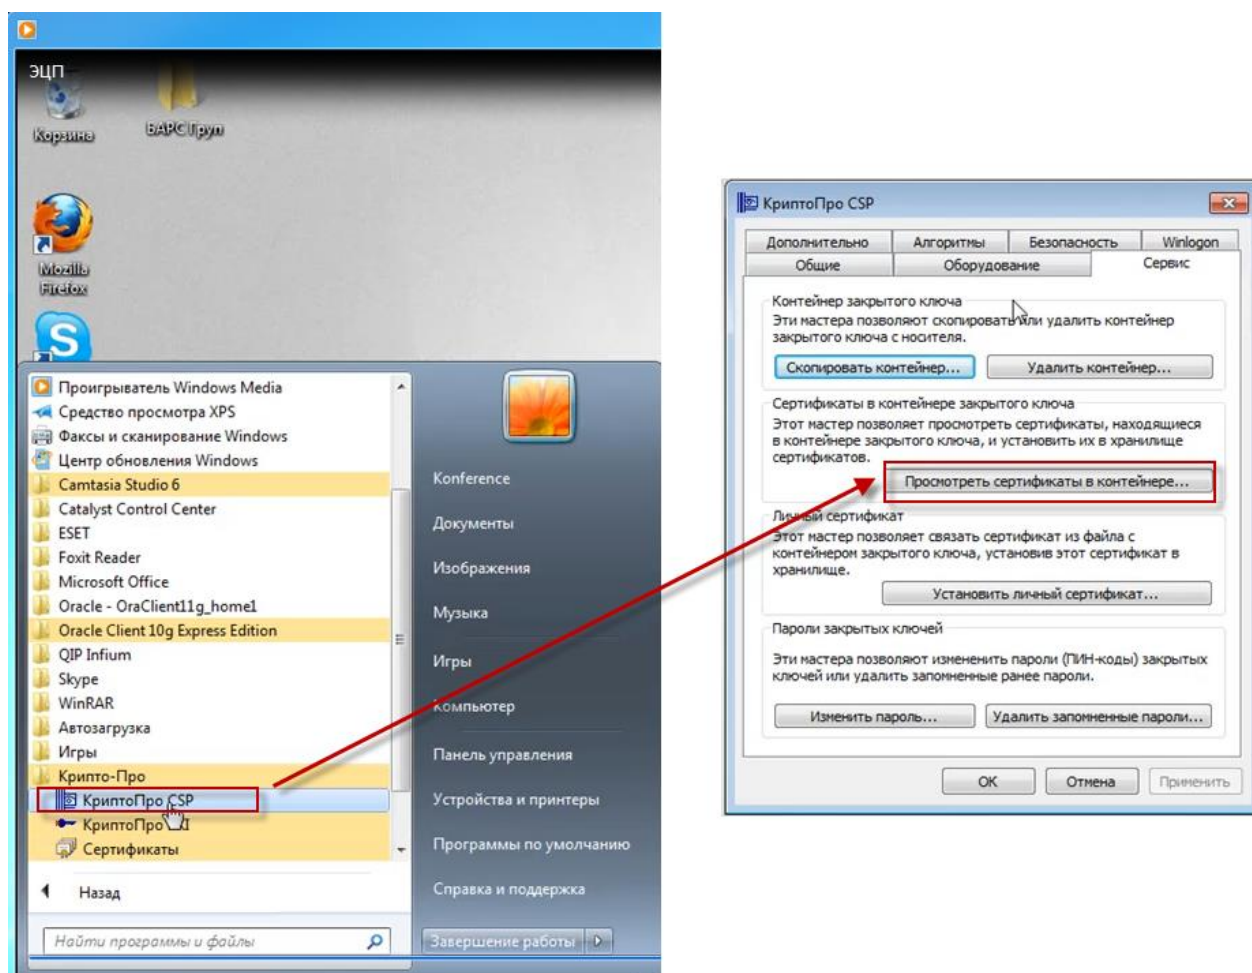 ЭЦП
Корзина
БАРС Груп
Mozilla
Firefox
Проигрыватель Windows Media
Средство просмотра XPS
Факсы и сканирование Windows
Центр обновления Windows
Camtasia Studio 6
Catalyst Control Center
ESET
Foxit Reader
Microsoft Office
Oracle - OraClient11g_home1
Oracle Client 10g Express Edition
QIP Infium
Skype
WinRAR
Автозагрузка
Игры
Крипто-Про
КриптоПро CSP
КриптоПро
Сертификаты
Назад
Найти программы и файлы
Konference
Документы
Изображения
Музыка
Игры
Компьютер
Панель управления
Устройства и принтеры
Программы по умолчанию
Справка и поддержка
Завершение работы
КриптоПро CSP
Дополнительно Алгоритмы Безопасность Winlogon
Общие Оборудование Сервис
Контейнер закрытого ключа
Эти мастера позволяют скопировать или удалить контейнер
закрытого ключа с носителя.
Скопировать контейнер... Удалить контейнер...
Сертификаты в контейнере закрытого ключа
Этот мастер позволяет просмотреть сертификаты, находящиеся
в контейнере закрытого ключа, и установить их в хранилище
сертификатов.
Просмотреть сертификаты в контейнере...
Личный сертификат
Этот мастер позволяет связать сертификат из файла с
контейнером закрытого ключа, установив этот сертификат в
хранилище.
Установить личный сертификат...
Пароли закрытых ключей
Эти мастера позволяют измененить пароли (ПИН-коды) закрытых
ключей или удалить запомненные ранее пароли.
Изменить пароль... Удалить запомненные пароли...
ОК Отмена Применить